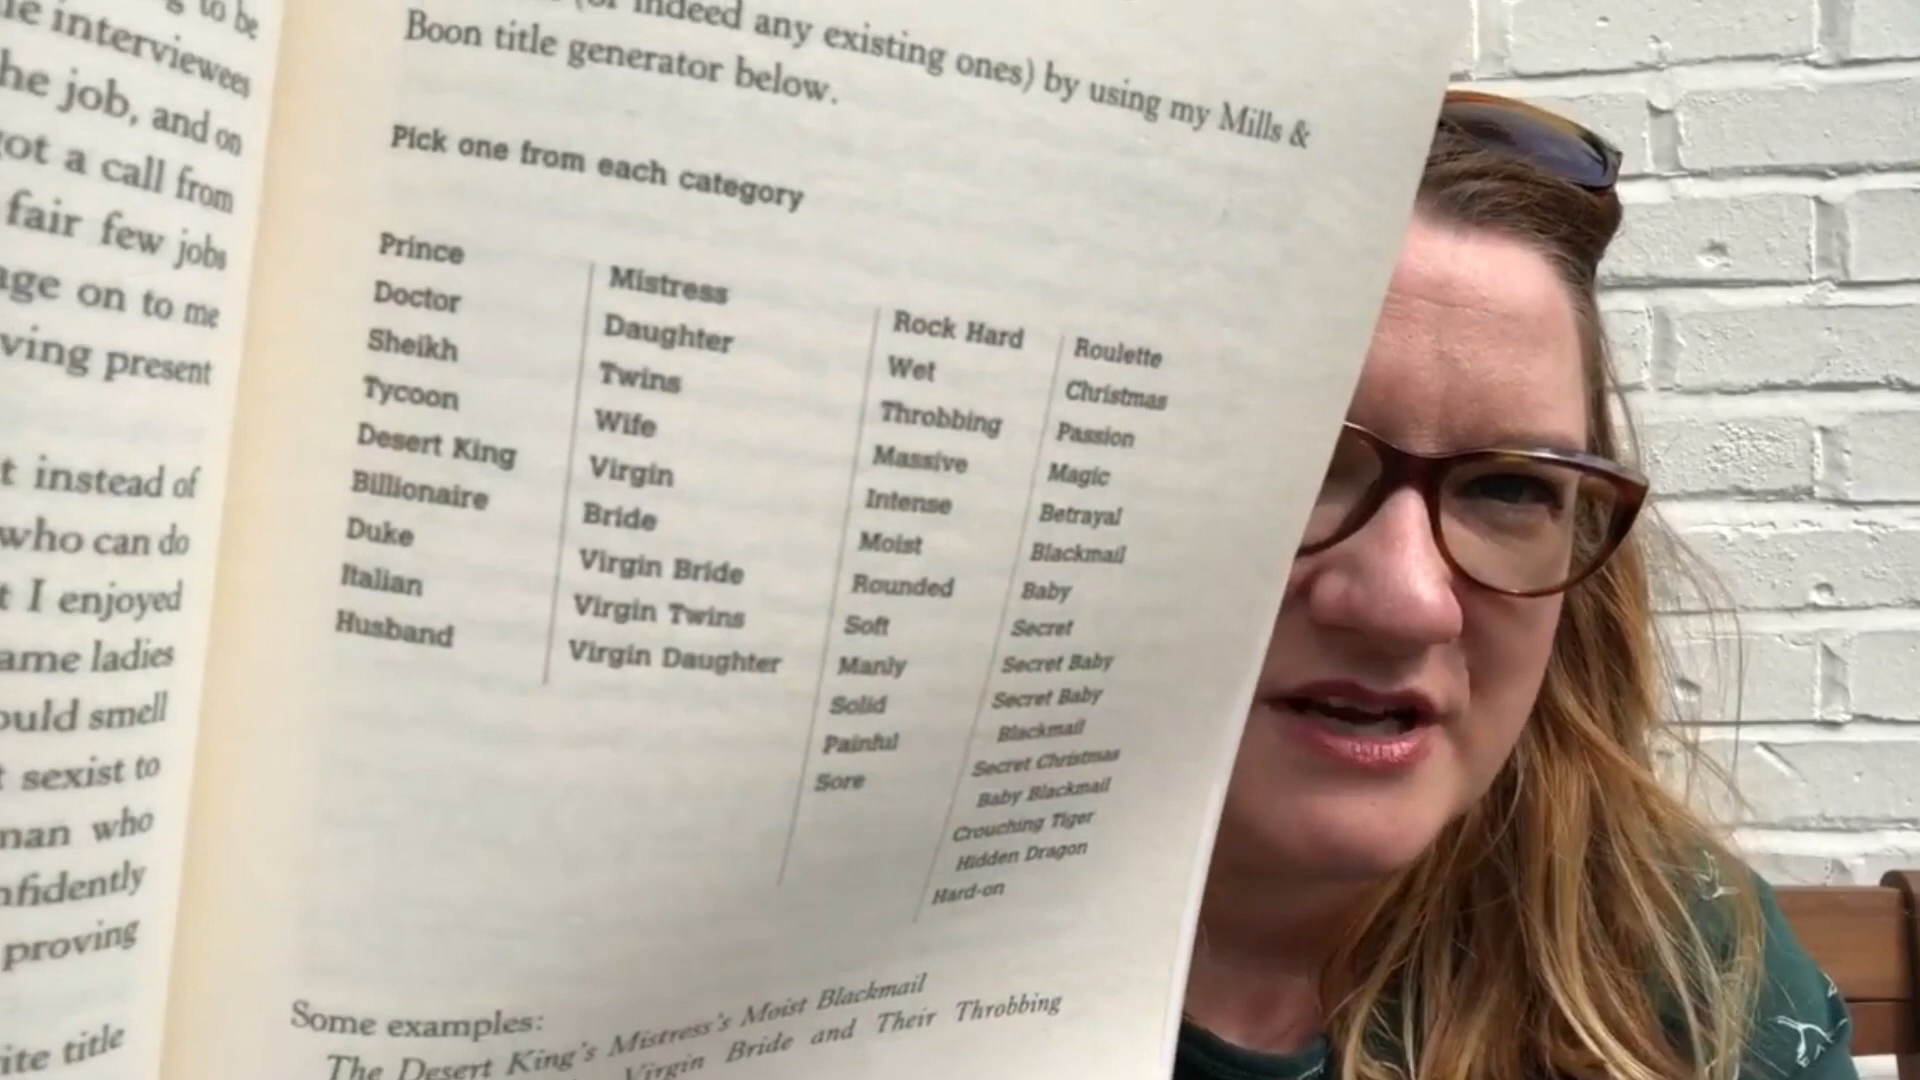 to be
interviewees
he job, and on
got a call from
fair few jobs
age on to me
ving present
t instead of
who can do
t I enjoyed
ame ladies
ould smell
t sexist to
man who
nfidently
proving
ite title
(or indeed any existing ones) by using my Mills &
Boon title generator below.
Pick one from each category
Prince
Doctor
Sheikh
Tycoon
Desert King
Billionaire
Duke
Italian
Husband
Mistress
Daughter
Twins
Wife
Virgin
Bride
Virgin Bride
Virgin Twins
Virgin Daughter
Rock Hard
Wet
Throbbing
Massive
Intense
Moist
Rounded
Soft
Manly
Solid
Painful
Sore
Roulette
Christmas
Passion
Magic
Betrayal
Blackmail
Baby
Secret
Secret Baby
Secret Baby
Blackmail
Secret Christmas
Baby Blackmail
Crouching Tiger
Hidden Dragon
Hard-on
Some examples:
The Desert King's Mistress's Moist Blackmail
Virgin Bride and Their Throbbing